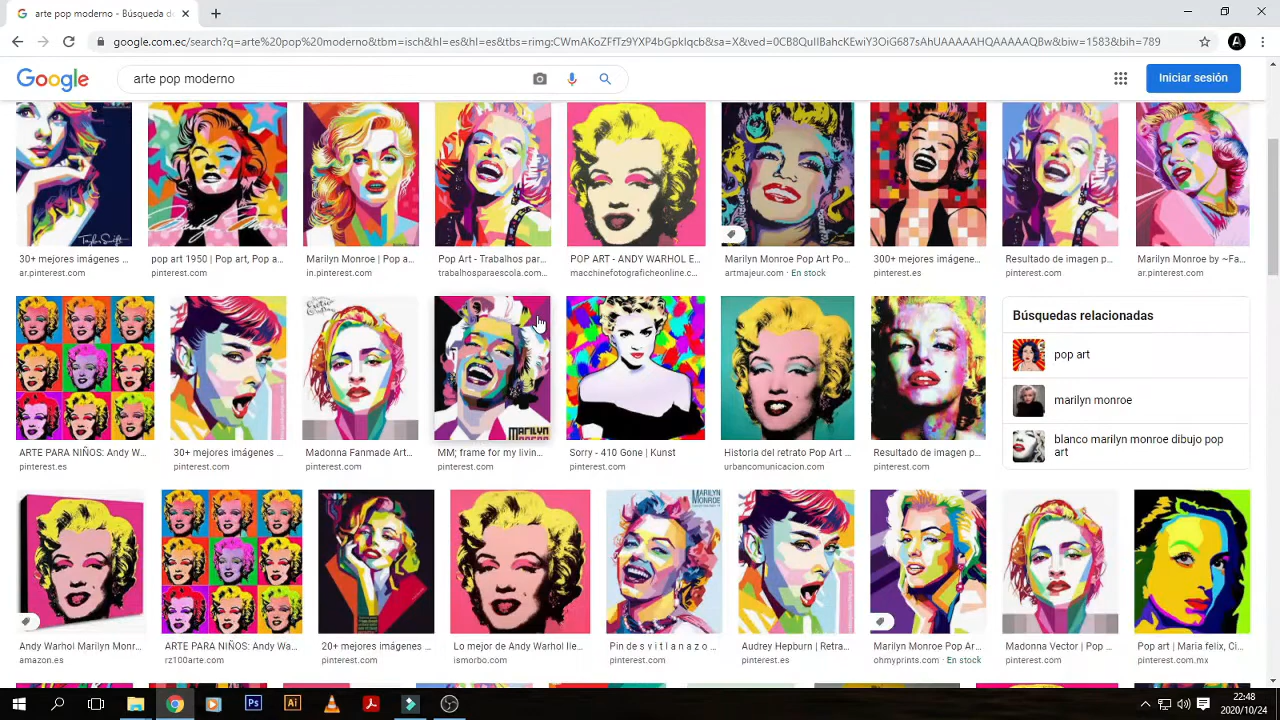 arte pop moderno - Búsqueda de
google.com.ec/search?q=arte%20pop%20moderno&tbm=isch&hl=es&hl=es&tbs=rimg:CWmAKoZFfTz9YXP4bGpkIqcb&sa=X&ved=0CB8QuIIBahcKEwiY3OiG687sAhUAAAAAHQAAAAAQBw&biw=1583&bih=789
A
Google
arte pop moderno
Iniciar sesión
Taylor Swift
30+ mejores imágenes ...
ar.pinterest.com
pop art 1950 | Pop art, Pop a...
pinterest.com
Marilyn Monroe | Pop a...
in.pinterest.com
Pop Art - Trabalhos par...
trabalhosparaescola.com...
POP ART - ANDY WARHOL E...
macchinefotograficheonline.c...
Marilyn Monroe Pop Art Po...
artmajeur.com · En stock
300+ mejores imágene...
pinterest.es
Resultado de imagen p...
pinterest.com
Marilyn Monroe by ~Fa...
ar.pinterest.com
MARILYN
Búsquedas relacionadas
pop art
marilyn monroe
blanco marilyn monroe dibujo pop
art
ARTE PARA NIÑOS: Andy W...
pinterest.es
30+ mejores imágenes ...
pinterest.com
Madonna Fanmade Art...
pinterest.com
MM; frame for my livin...
pinterest.com
Sorry - 410 Gone | Kunst
pinterest.com
Historia del retrato Pop Art ...
urbancomunicacion.com
Resultado de imagen p...
pinterest.com
MARILYN
MONROE
Andy Warhol Marilyn Monr...
amazon.es
ARTE PARA NIÑOS: Andy Wa...
rz100arte.com
20+ mejores imágenes ...
pinterest.com
Lo mejor de Andy Warhol lle...
ismorbo.com
Pin de s v i t l a n a z o ...
pinterest.com
Audrey Hepburn | Retra...
pinterest.es
Marilyn Monroe Pop Ar...
ohmyprints.com · En stock
Madonna Vector | Pop ...
pinterest.com
Pop art | Maria felix, Ci...
pinterest.com.mx
Ps
Ai
22:48
2020/10/24